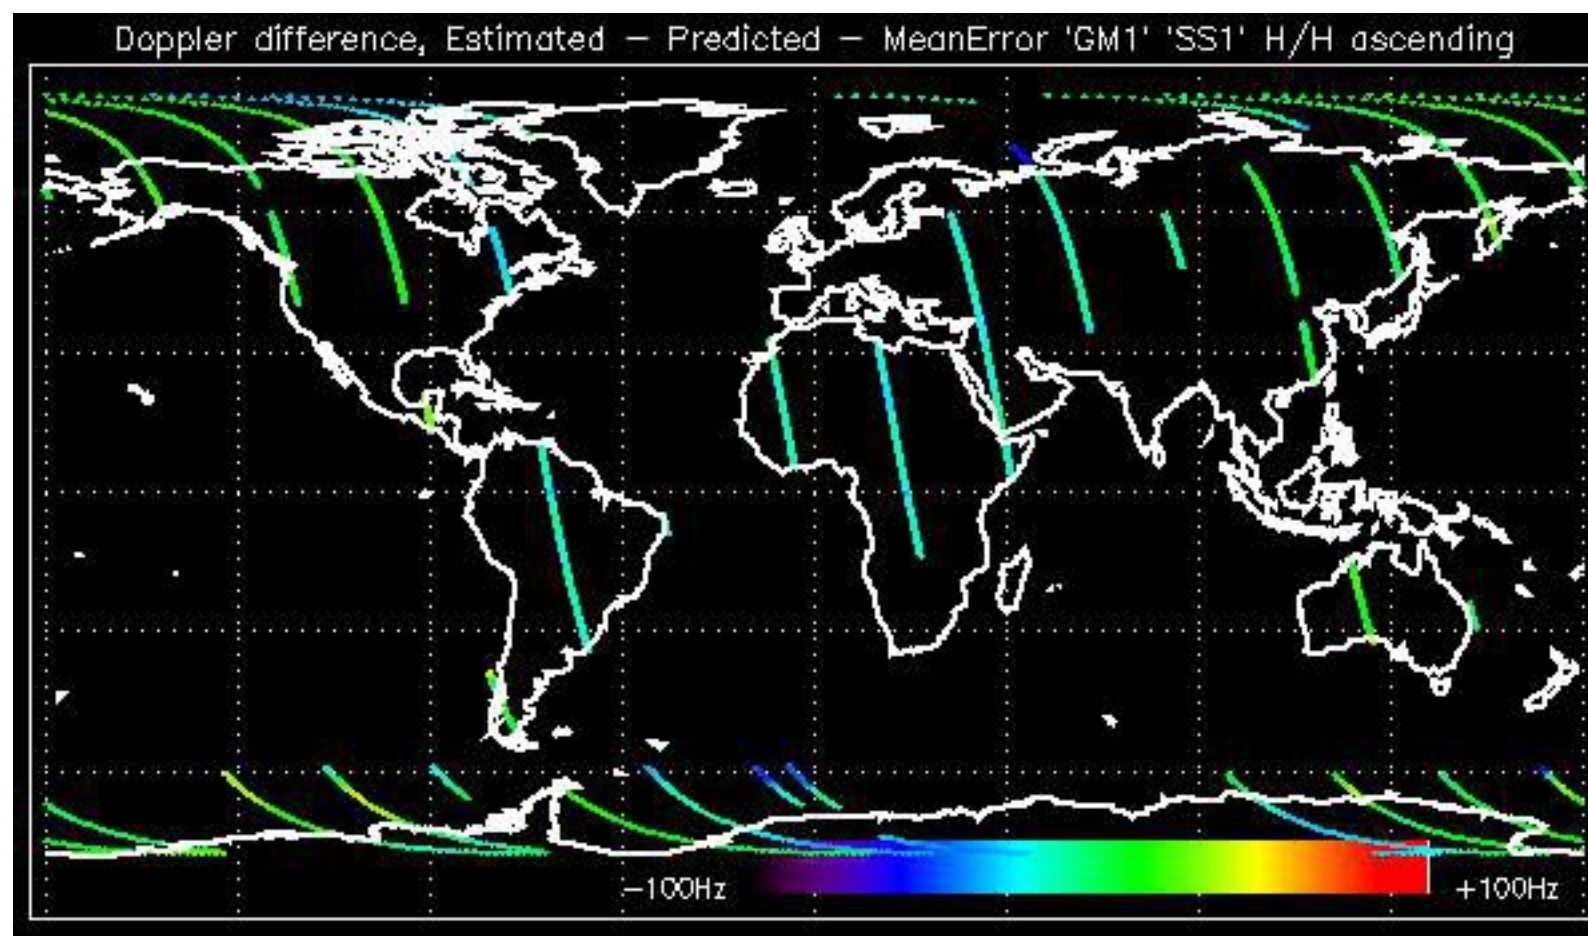 Doppler difference, Estimated – Predicted – MeanError 'GM1' 'SS1' H/H ascending
–100Hz +100Hz